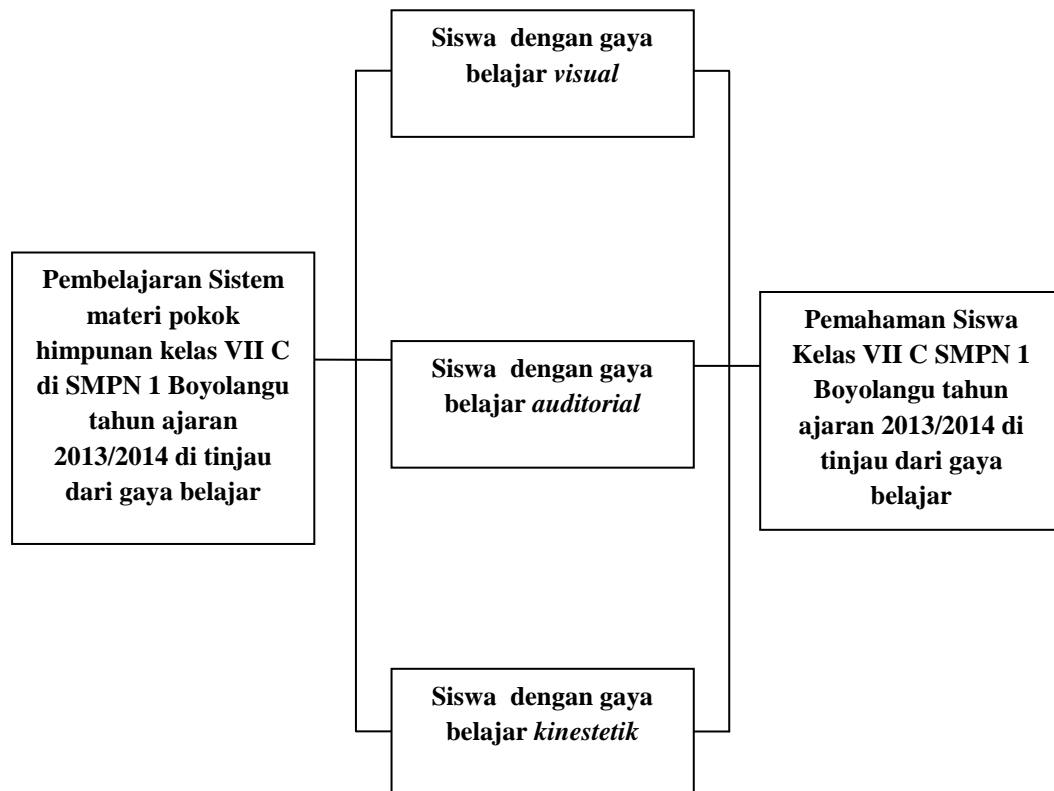 Siswa dengan gaya
belajar visual
Pembelajaran Sistem
materi pokok
himpunan kelas VII C
di SMPN 1 Boyolangu
tahun ajaran
2013/2014 di tinjau
dari gaya belajar
Siswa dengan gaya
belajar auditorial
Pemahaman Siswa
Kelas VII C SMPN 1
Boyolangu tahun
ajaran 2013/2014 di
tinjau dari gaya
belajar
Siswa dengan gaya
belajar kinestetik